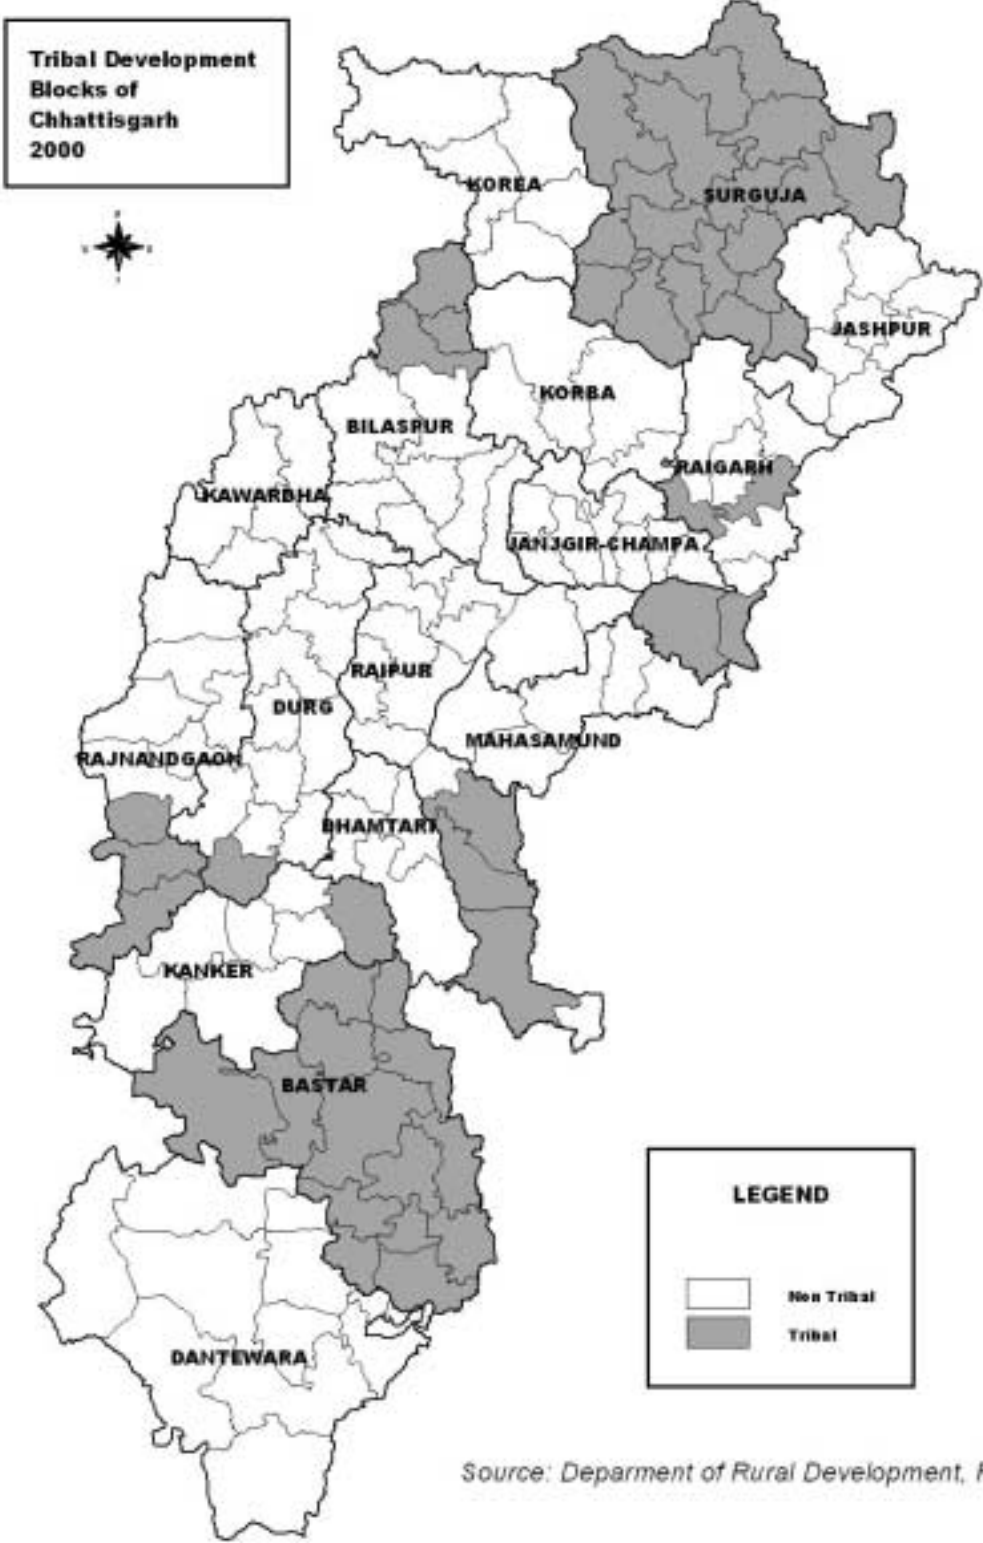 Tribal Development
Blocks of
Chhattisgarh
2000
KOREA
SURGUJA
JASHPUR
KORBA
BILASPUR
RAIGARH
KAWARDHA
JANJGIR-CHAMPA
RAIPUR
DURG
MAHASAMUND
RAJNANDGAON
DHAMTARI
KANKER
BASTAR
DANTEWARA
LEGEND
Non Tribal
Tribal
Source: Deparment of Rural Development,